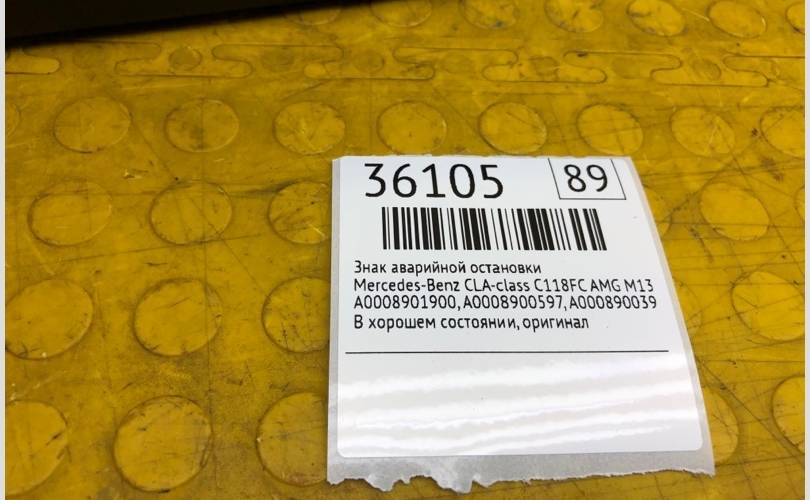 36105 89
Знак аварийной остановки
Mercedes-Benz CLA-class C118FC AMG M13
A0008901900, A0008900597, A000890039
В хорошем состоянии, оригинал